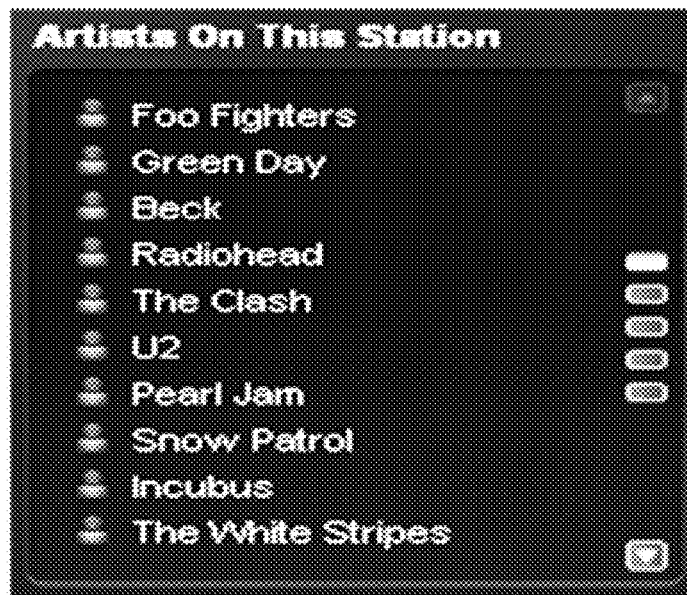 Artists On This Station
Foo Fighters
Green Day
Beck
Radiohead
The Clash
U2
Pearl Jam
Snow Patrol
Incubus
The White Stripes